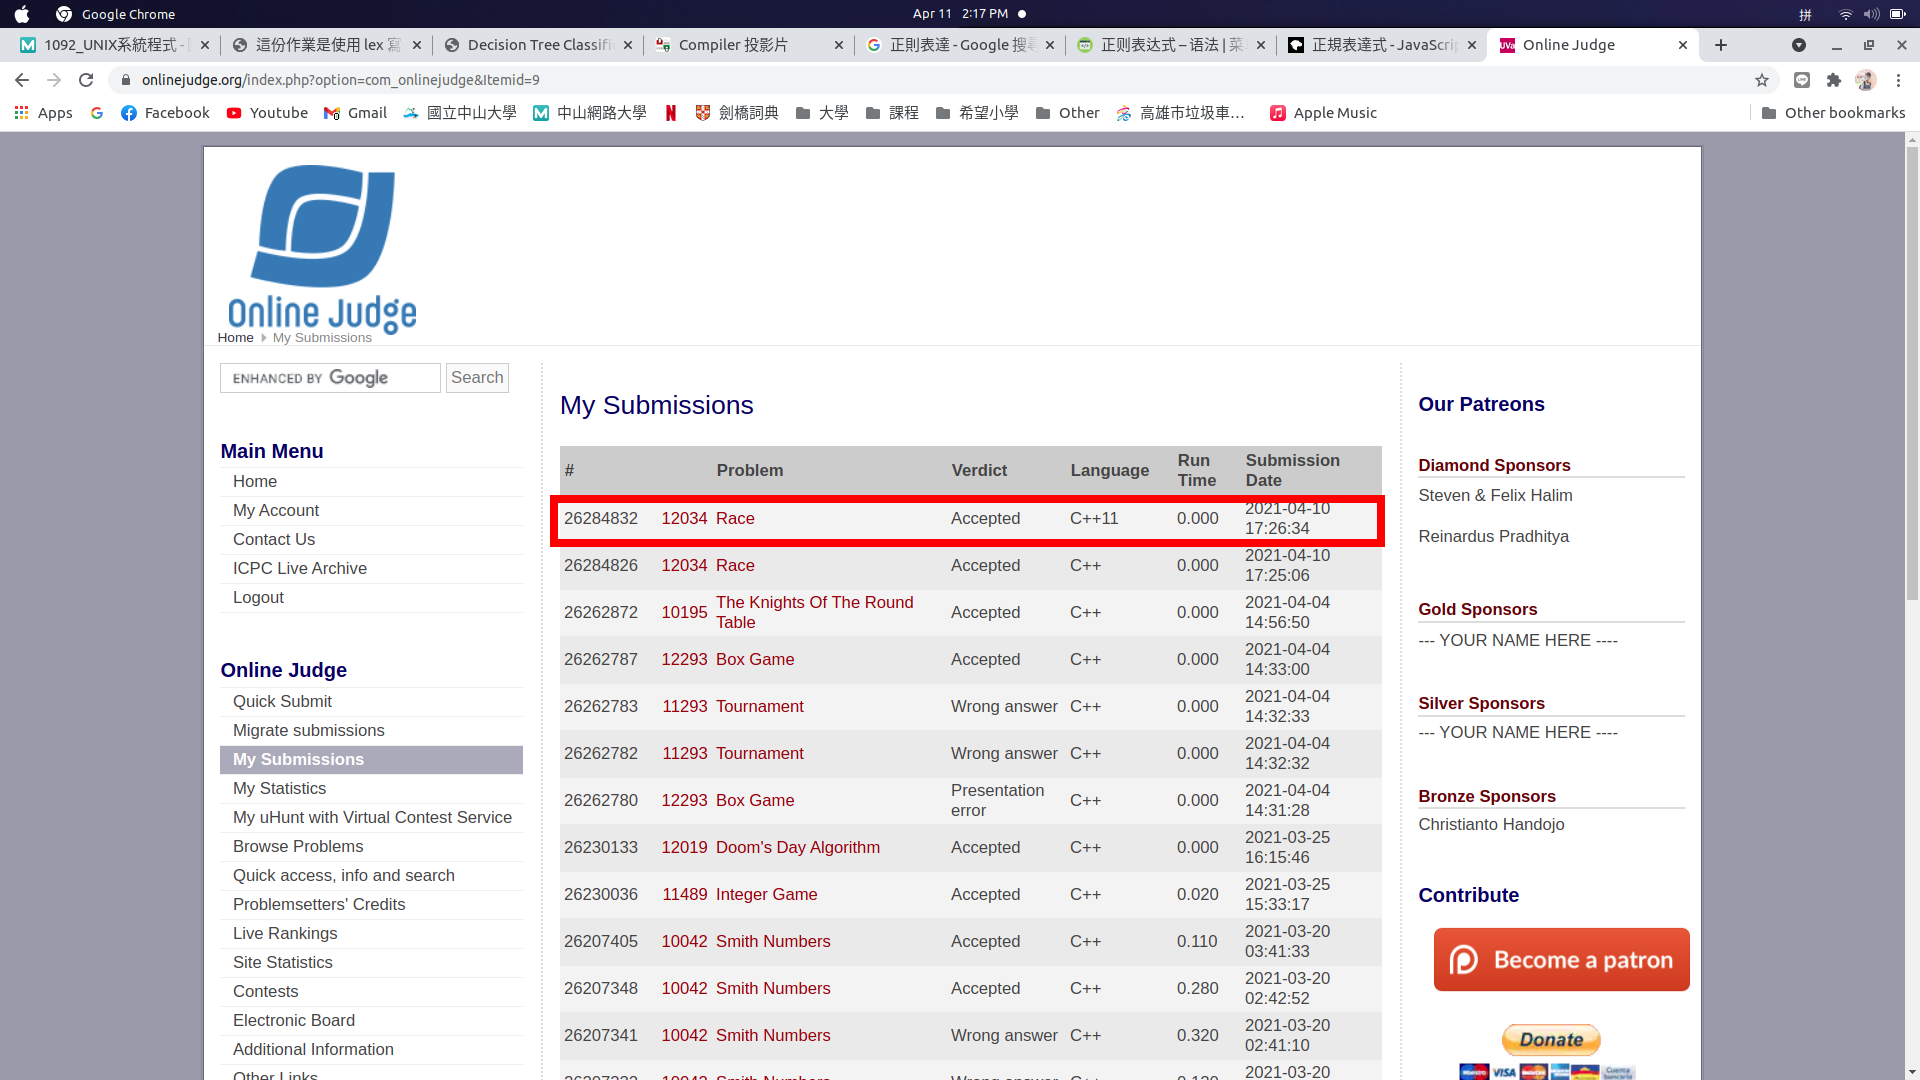 Google Chrome
Apr 11 2:17 PM
拼
1092_UNIX系統程式 -
這份作業是使用 lex 寫
Decision Tree Classifi
Compiler 投影片
正則表達 - Google 搜
正则表达式 – 语法 | 菜
正規表達式 - JavaScrip
Online Judge
onlinejudge.org/index.php?option=com_onlinejudge&Itemid=9
Apps
Facebook
Youtube
Gmail
國立中山大學
中山網路大學
劍橋詞典
大學
課程
希望小學
Other
高雄市垃圾車...
Apple Music
Other bookmarks
Online Judge
Home
My Submissions
ENHANCED BY Google
Search
Main Menu
Home
My Account
Contact Us
ICPC Live Archive
Logout
Online Judge
Quick Submit
Migrate submissions
My Submissions
My Statistics
My uHunt with Virtual Contest Service
Browse Problems
Quick access, info and search
Problemsetters' Credits
Live Rankings
Site Statistics
Contests
Electronic Board
Additional Information
Other Links
My Submissions
# Problem Verdict Language Run Time Submission Date
26284832 12034 Race Accepted C++11 0.000 2021-04-10 17:26:34
26284826 12034 Race Accepted C++ 0.000 2021-04-10 17:25:06
26262872 10195 The Knights Of The Round Table Accepted C++ 0.000 2021-04-04 14:56:50
26262787 12293 Box Game Accepted C++ 0.000 2021-04-04 14:33:00
26262783 11293 Tournament Wrong answer C++ 0.000 2021-04-04 14:32:33
26262782 11293 Tournament Wrong answer C++ 0.000 2021-04-04 14:32:32
26262780 12293 Box Game Presentation error C++ 0.000 2021-04-04 14:31:28
26230133 12019 Doom's Day Algorithm Accepted C++ 0.000 2021-03-25 16:15:46
26230036 11489 Integer Game Accepted C++ 0.020 2021-03-25 15:33:17
26207405 10042 Smith Numbers Accepted C++ 0.110 2021-03-20 03:41:33
26207348 10042 Smith Numbers Accepted C++ 0.280 2021-03-20 02:42:52
26207341 10042 Smith Numbers Wrong answer C++ 0.320 2021-03-20 02:41:10
10042 Smith Numbers Wrong answer C++ 2021-03-20
Our Patreons
Diamond Sponsors
Steven & Felix Halim
Reinardus Pradhitya
Gold Sponsors
--- YOUR NAME HERE ----
Silver Sponsors
--- YOUR NAME HERE ----
Bronze Sponsors
Christianto Handojo
Contribute
Become a patron
Donate
VISA